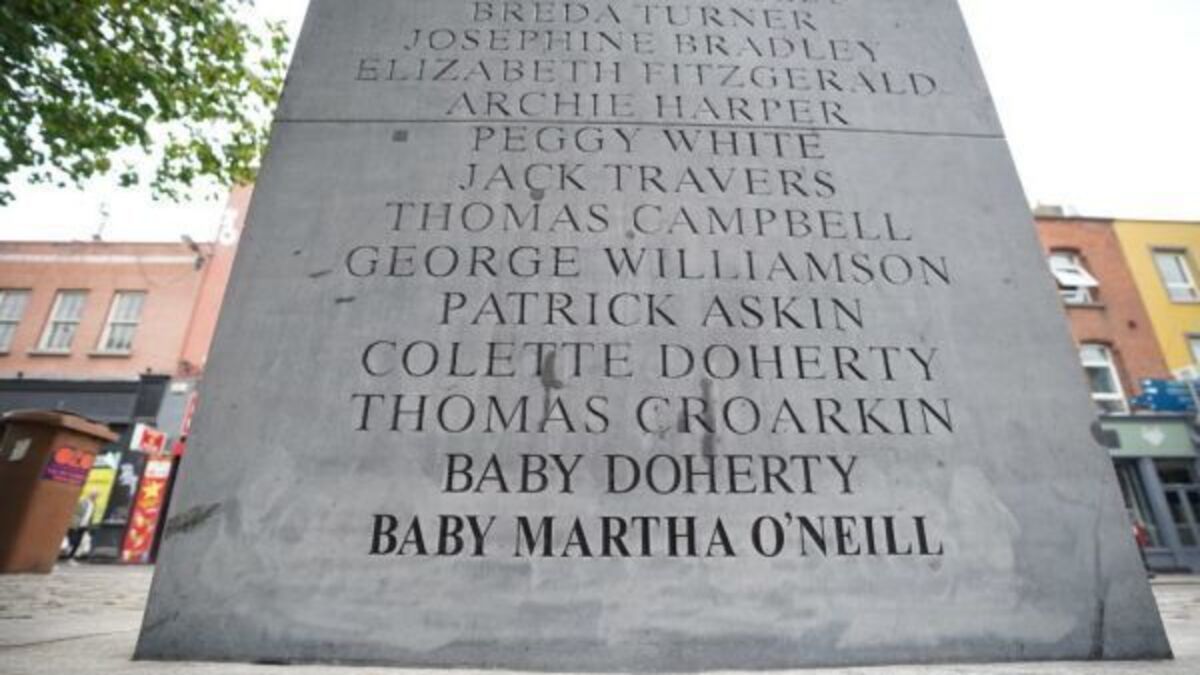 BREDA TURNER
JOSEPHINE BRADLEY
ELIZABETH FITZGERALD
ARCHIE HARPER
PEGGY WHITE
JACK TRAVERS
THOMAS CAMPBELL
GEORGE WILLIAMSON
PATRICK ASKIN
COLETTE DOHERTY
THOMAS CROARKIN
BABY DOHERTY
BABY MARTHA O'NEILL